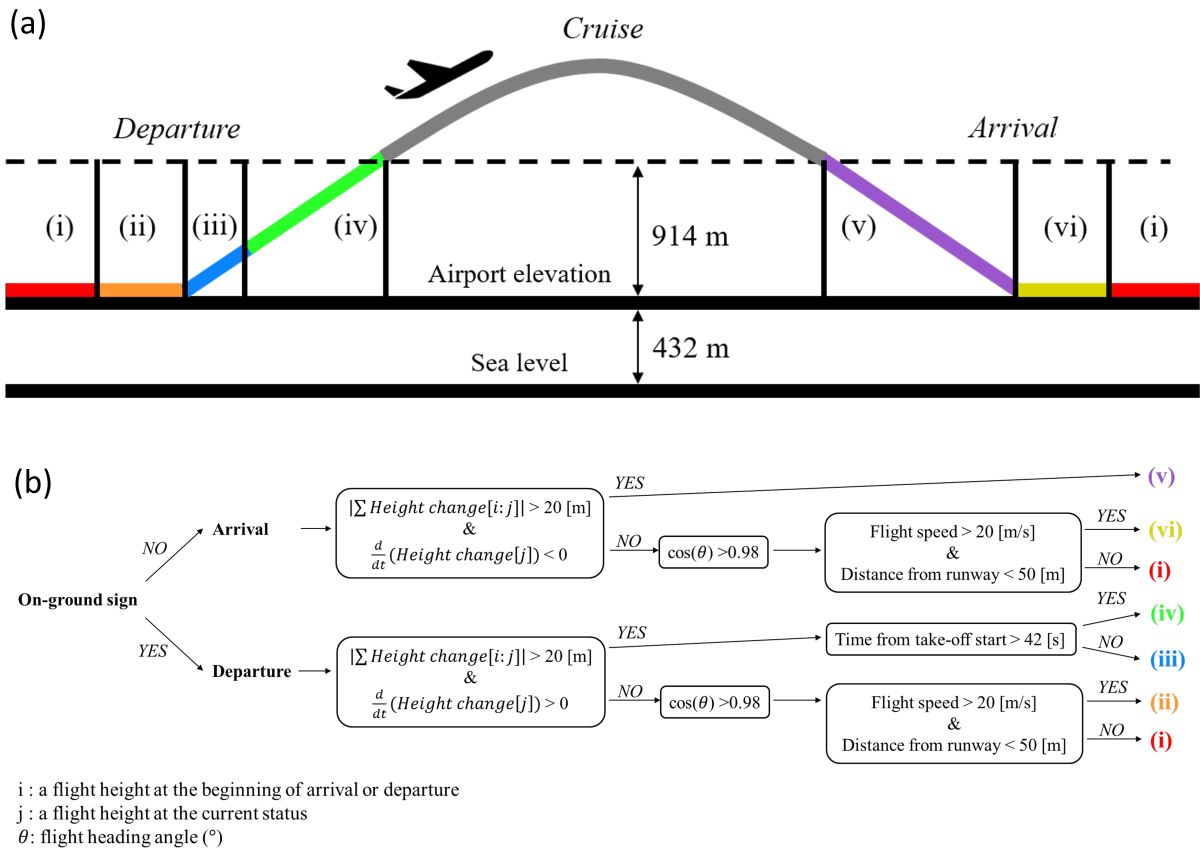 (a)
Cruise
Departure
Arrival
(i)
(ii)
(iii)
(iv)
914 m
(v)
(vi)
(i)
Airport elevation
432 m
Sea level
(b)
On-ground sign
NO
YES
Arrival
|∑ Height change[i: j]| > 20 [m]
&
d/dt (Height change[j]) < 0
YES
(v)
NO
cos(θ) >0.98
Flight speed > 20 [m/s]
&
Distance from runway < 50 [m]
YES
(vi)
NO
(i)
Departure
|∑ Height change[i: j]| > 20 [m]
&
d/dt (Height change[j]) > 0
YES
Time from take-off start > 42 [s]
YES
(iv)
NO
(iii)
NO
cos(θ) >0.98
Flight speed > 20 [m/s]
&
Distance from runway < 50 [m]
YES
(ii)
NO
(i)
i : a flight height at the beginning of arrival or departure
j : a flight height at the current status
θ : flight heading angle (°)